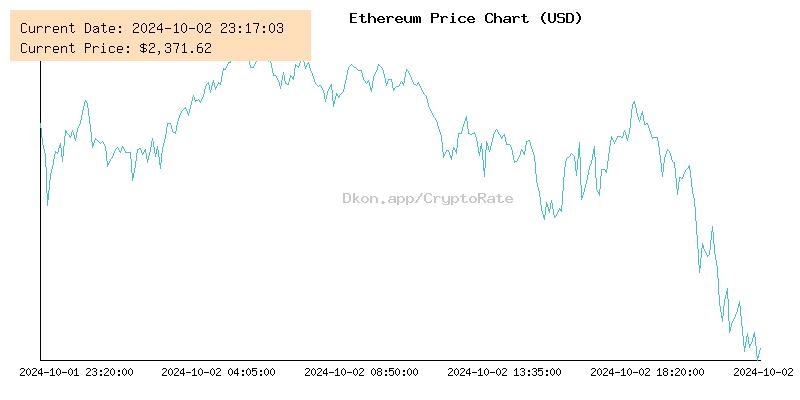 Ethereum Price Chart (USD)
Current Date: 2024-10-02 23:17:03
Current Price: $2,371.62
Dkon.app/CryptoRate
2024-10-01 23:20:00 2024-10-02 04:05:00 2024-10-02 08:50:00 2024-10-02 13:35:00 2024-10-02 18:20:00 2024-10-02